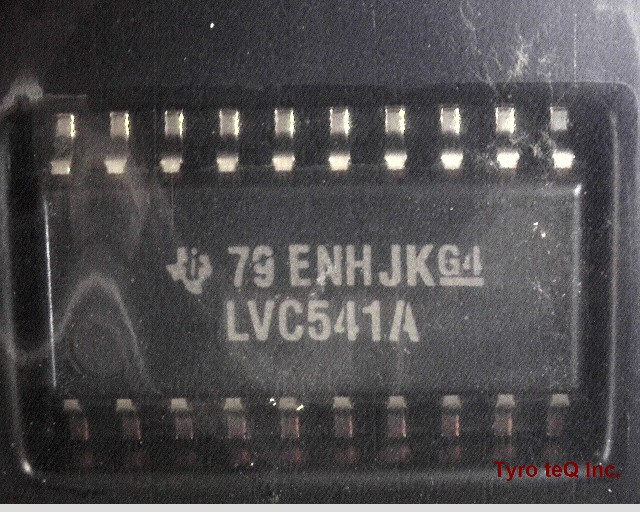 79 ENHJK G4
LVC541A
Tyro teQ Inc.